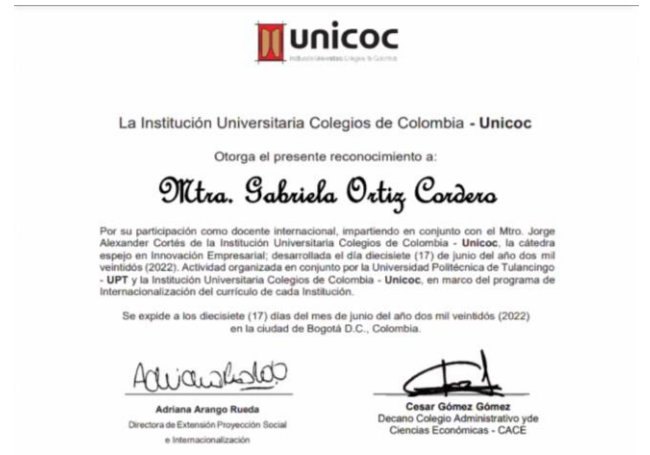 unicoc
Institución Universitaria Colegios de Colombia
La Institución Universitaria Colegios de Colombia - Unicoc
Otorga el presente reconocimiento a:
Mtra. Gabriela Ortiz Cordero
Por su participación como docente internacional, impartiendo en conjunto con el Mtro. Jorge
Alexander Cortés de la Institución Universitaria Colegios de Colombia - Unicoc, la cátedra
espejo en Innovación Empresarial; desarrollada el día diecisiete (17) de junio del año dos mil
veintidós (2022). Actividad organizada en conjunto por la Universidad Politécnica de Tulancingo
- UPT y la Institución Universitaria Colegios de Colombia - Unicoc, en marco del programa de
Internacionalización del currículo de cada Institución.
Se expide a los diecisiete (17) días del mes de junio del año dos mil veintidós (2022)
en la ciudad de Bogotá D.C., Colombia.
Adriana Arango Rueda
Directora de Extensión Proyección Social
e Internacionalización
Cesar Gómez Gómez
Decano Colegio Administrativo yde
Ciencias Económicas - CACE